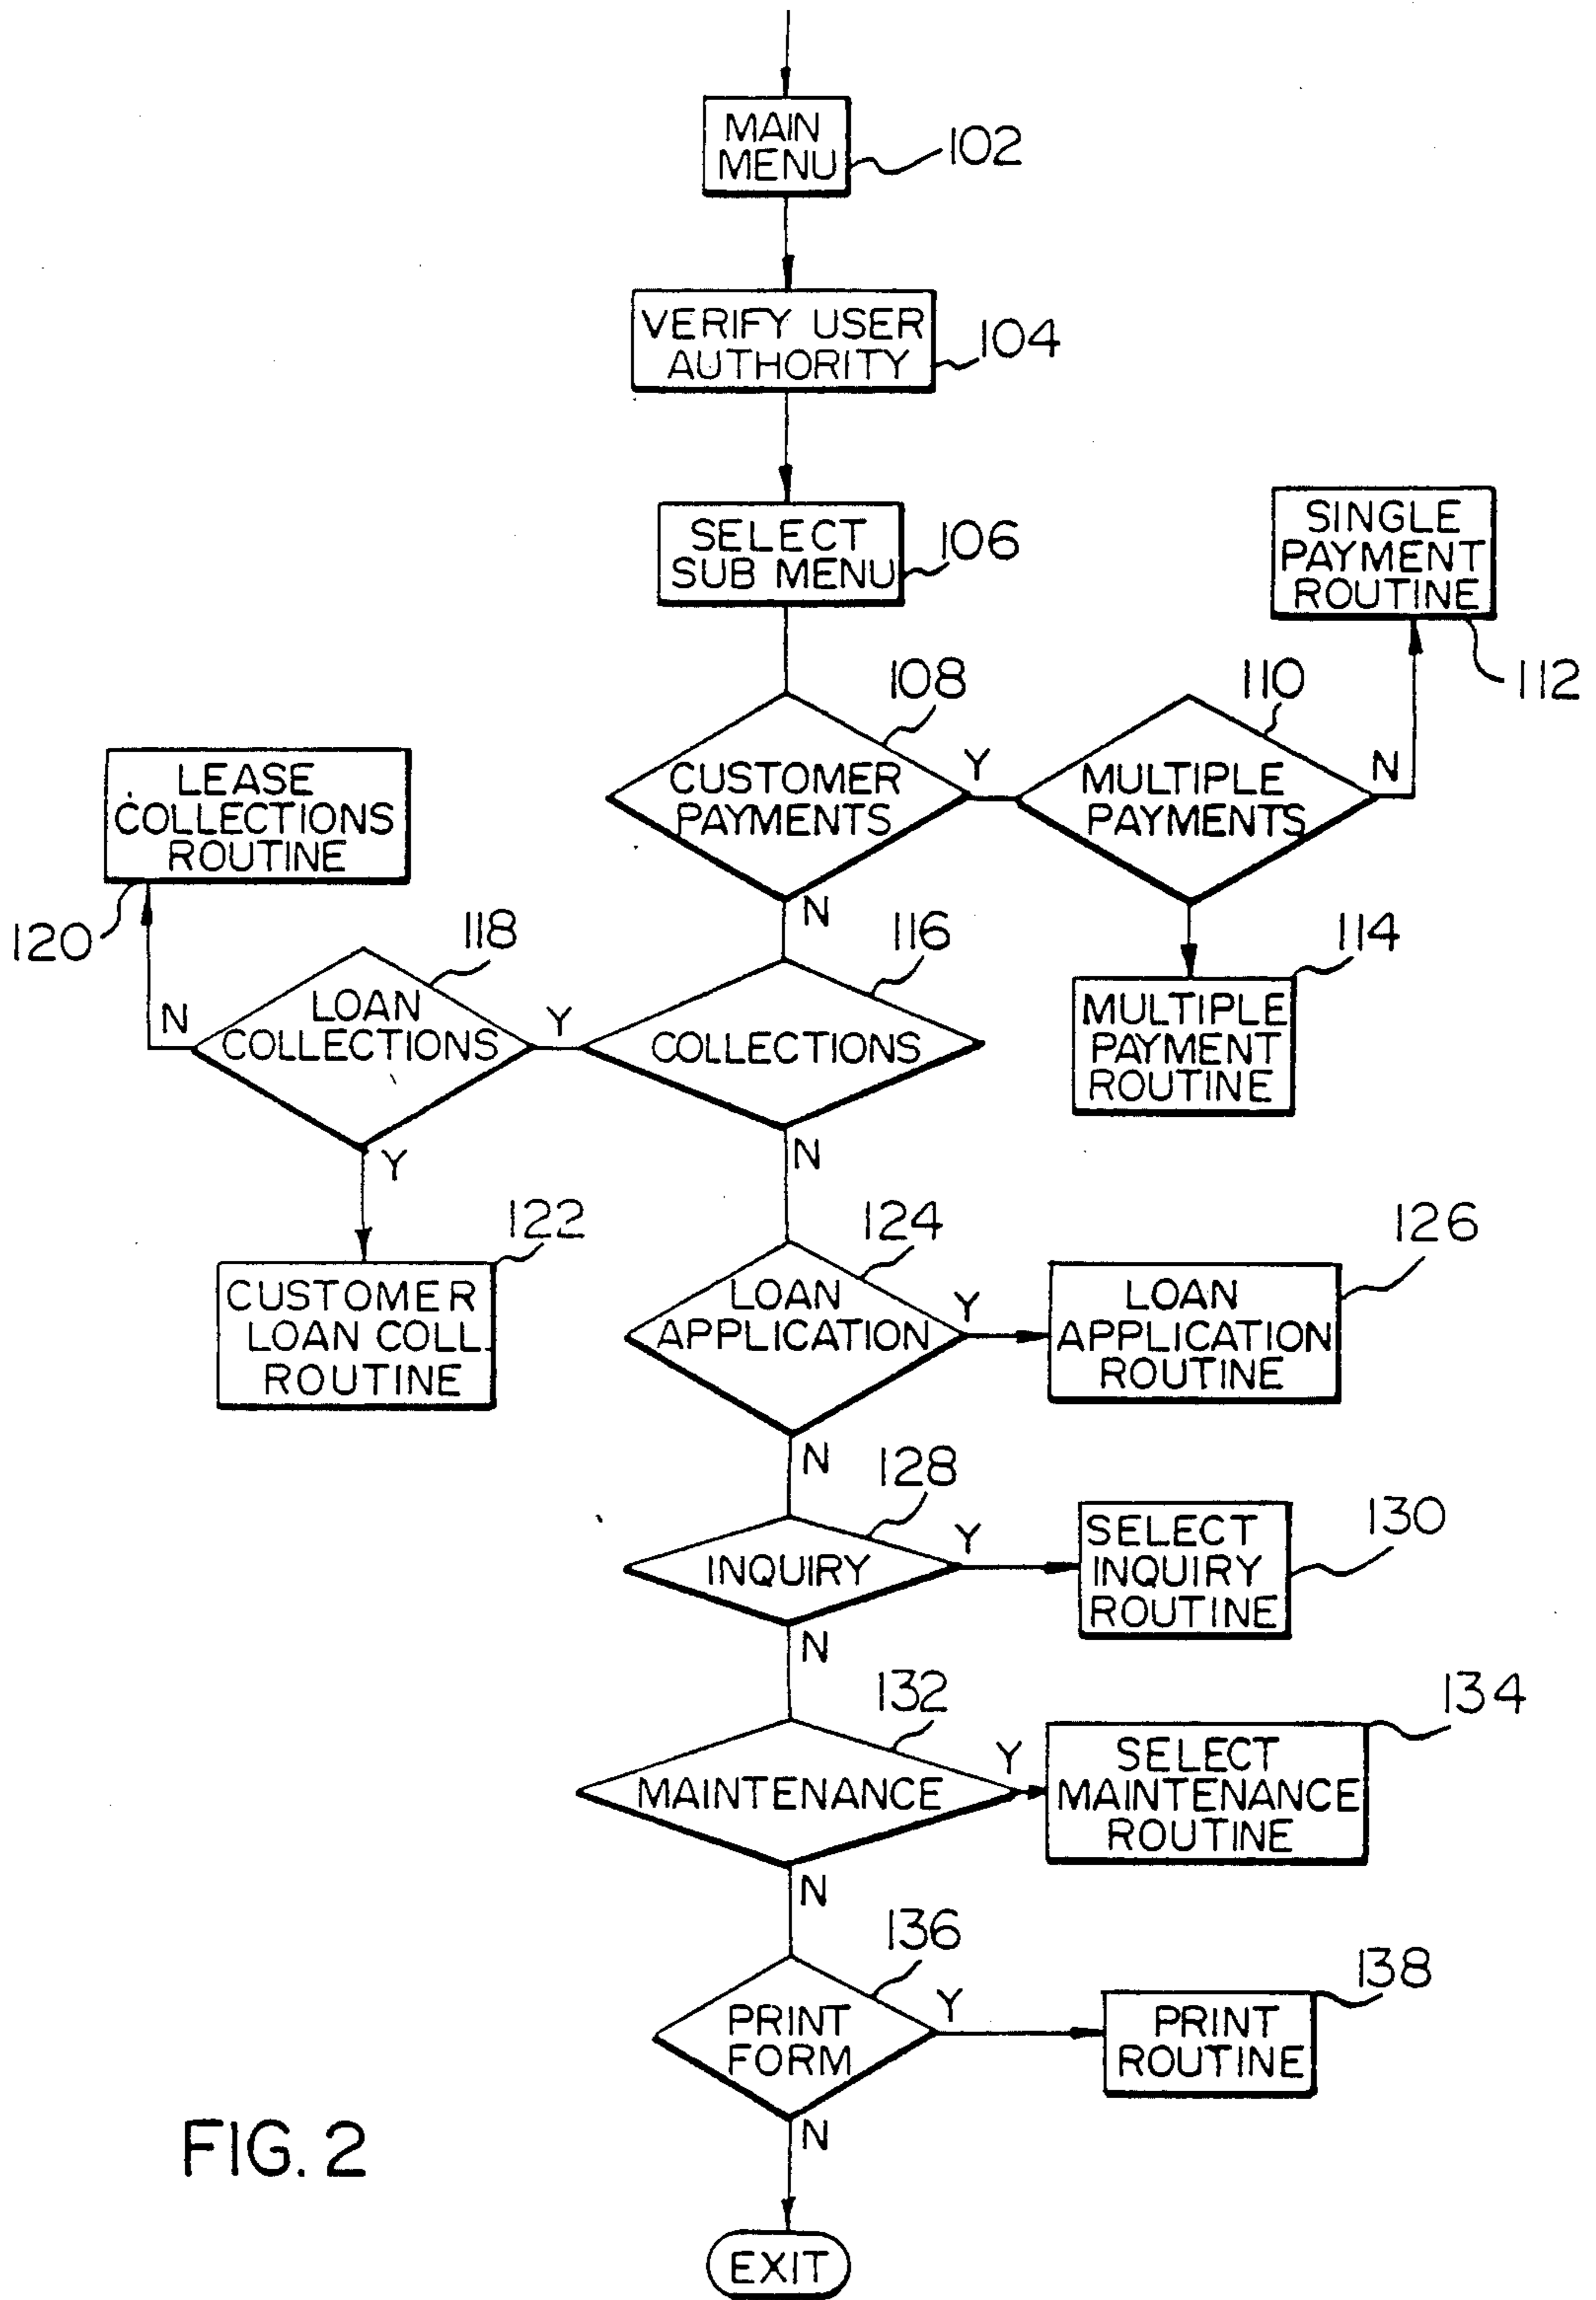 MAIN
MENU
102
VERIFY USER
AUTHORITY
104
SELECT
SUB MENU
106
SINGLE
PAYMENT
ROUTINE
112
108
110
CUSTOMER
PAYMENTS
Y
MULTIPLE
PAYMENTS
N
N
LEASE
COLLECTIONS
ROUTINE
120
118
116
114
N
LOAN
COLLECTIONS
Y
COLLECTIONS
MULTIPLE
PAYMENT
ROUTINE
Y
N
122
CUSTOMER
LOAN COLL.
ROUTINE
124
126
LOAN
APPLICATION
Y
LOAN
APPLICATION
ROUTINE
N
128
130
INQUIRY
Y
SELECT
INQUIRY
ROUTINE
N
132
134
MAINTENANCE
Y
SELECT
MAINTENANCE
ROUTINE
N
136
138
PRINT
FORM
Y
PRINT
ROUTINE
N
FIG. 2
EXIT